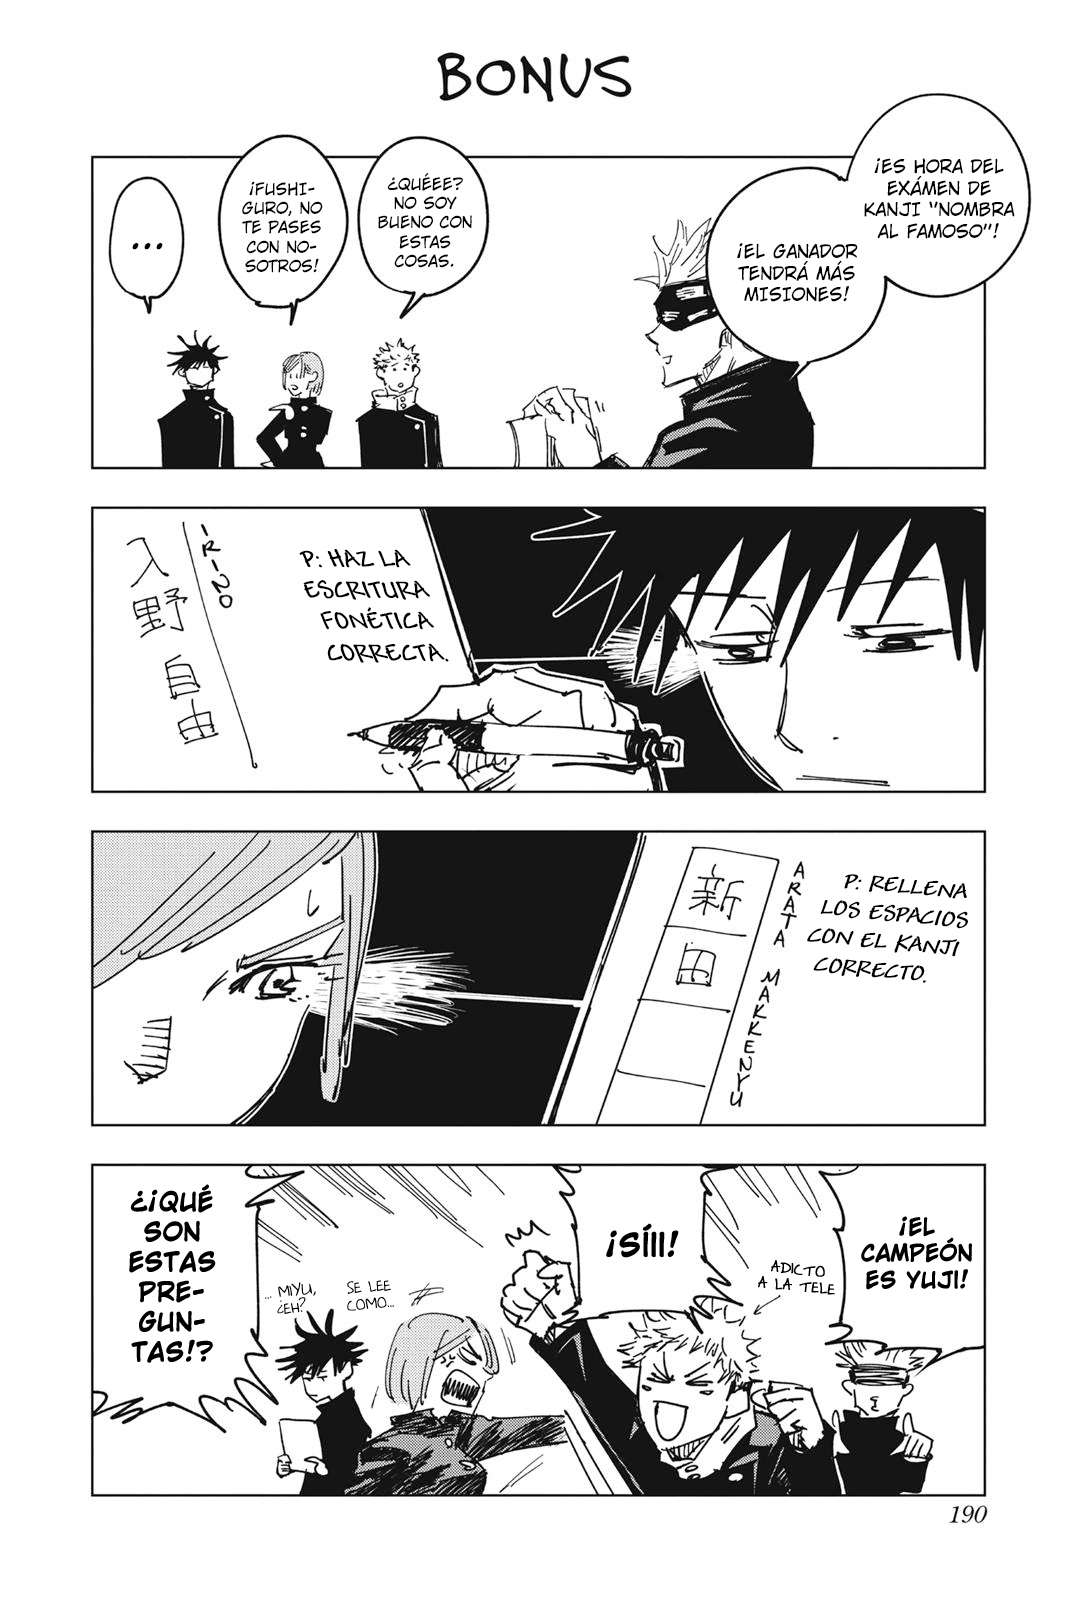 BONUS
¡ES HORA DEL
EXÁMEN DE
KANJI "NOMBRA
AL FAMOSO"!
¡EL GANADOR
TENDRÁ MÁS
MISIONES!
¿QUÉEE?
NO SOY
BUENO CON
ESTAS
COSAS.
¡FUSHI-
GURO, NO
TE PASES
CON NO-
SOTROS!
...
P: HAZ LA
ESCRITURA
FONÉTICA
CORRECTA.
-R-20
入野自由
P: RELLENA
LOS ESPACIOS
CON EL KANJI
CORRECTO.
ARATA MAKKENYU
新田
¡EL
CAMPEÓN
ES YUJI!
ADICTO
A LA TELE
¡SÍIII!
SE LEE
COMO...
... MIYU,
¿EH?
¿¡QUÉ
SON
ESTAS
PRE-
GUN-
TAS!?
190